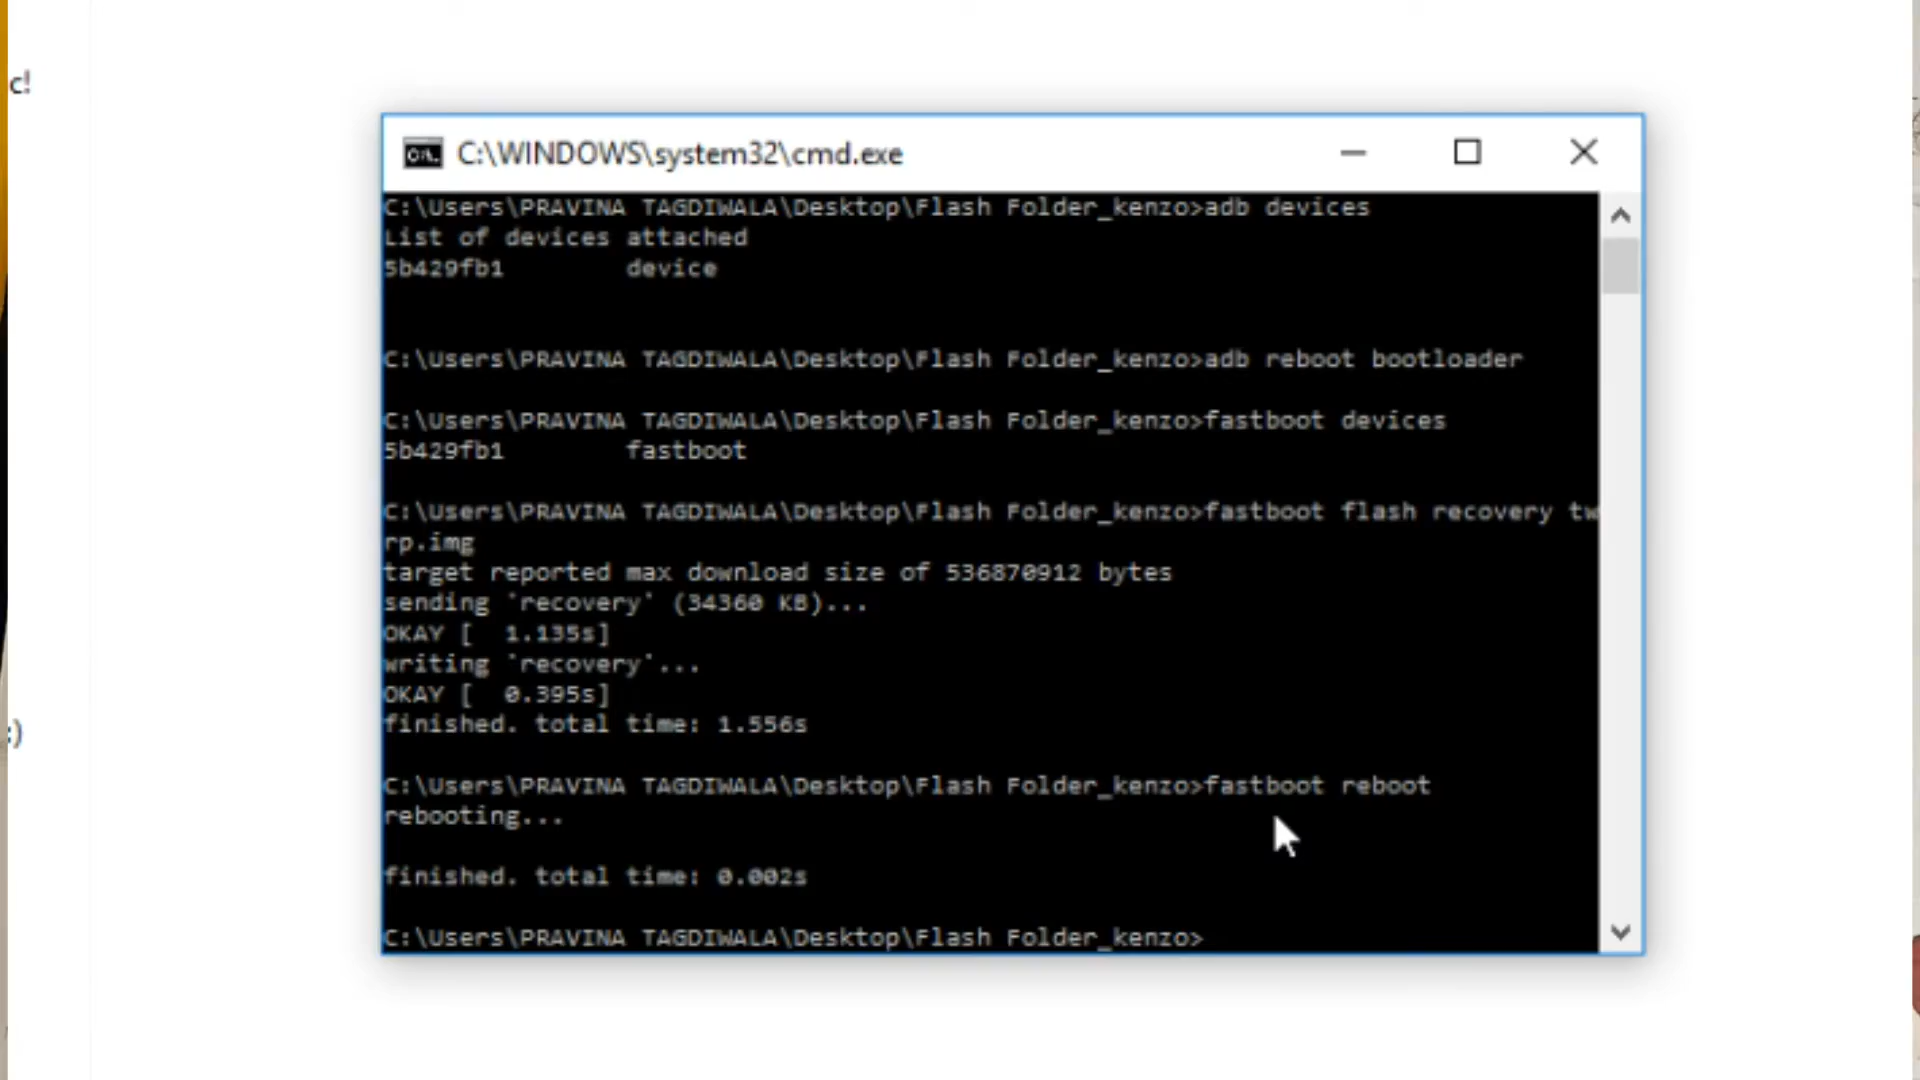 c!
C:\WINDOWS\system32\cmd.exe
C:\Users\PRAVINA TAGDIWALA\Desktop\Flash Folder_kenzo>adb devices
List of devices attached
5b429fb1 device
C:\Users\PRAVINA TAGDIWALA\Desktop\Flash Folder_kenzo>adb reboot bootloader
C:\Users\PRAVINA TAGDIWALA\Desktop\Flash Folder_kenzo>fastboot devices
5b429fb1 fastboot
C:\Users\PRAVINA TAGDIWALA\Desktop\Flash Folder_kenzo>fastboot flash recovery tw
rp.img
target reported max download size of 536870912 bytes
sending 'recovery' (34360 KB)...
OKAY [ 1.135s]
writing 'recovery'...
OKAY [ 0.395s]
finished. total time: 1.556s
:)
C:\Users\PRAVINA TAGDIWALA\Desktop\Flash Folder_kenzo>fastboot reboot
rebooting...
finished. total time: 0.002s
C:\Users\PRAVINA TAGDIWALA\Desktop\Flash Folder_kenzo>